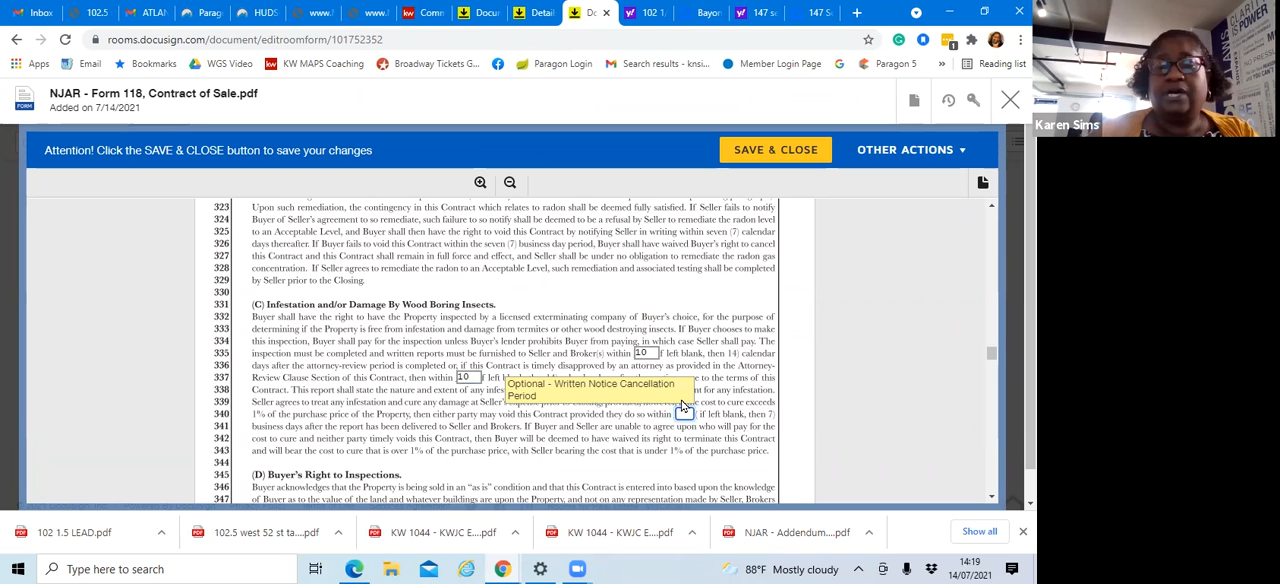 Inbox
102.5
ATLAN
Parag
HUDS
www.l
www.l
Comm
Docu
Detail
Do
102 1/
Bayon
147 se
147 S
rooms.docusign.com/document/editroomform/101752352
Apps
Email
Bookmarks
WGS Video
KW MAPS Coaching
Broadway Tickets G...
Paragon Login
Search results - knsi...
Member Login Page
Paragon 5
»
Reading list
NJAR - Form 118, Contract of Sale.pdf
Added on 7/14/2021
FORM
Karen Sims
Attention! Click the SAVE & CLOSE button to save your changes
SAVE & CLOSE
OTHER ACTIONS
323 Upon such remediation, the contingency in this Contract which relates to radon shall be deemed fully satisfied. If Seller fails to notify
324 Buyer of Seller's agreement to so remediate, such failure to so notify shall be deemed to be a refusal by Seller to remediate the radon level
325 to an Acceptable Level, and Buyer shall then have the right to void this Contract by notifying Seller in writing within seven (7) calendar
326 days thereafter. If Buyer fails to void this Contract within the seven (7) business day period, Buyer shall have waived Buyer's right to cancel
327 this Contract and this Contract shall remain in full force and effect, and Seller shall be under no obligation to remediate the radon gas
328 concentration. If Seller agrees to remediate the radon to an Acceptable Level, such remediation and associated testing shall be completed
329 by Seller prior to the Closing.
330
331 (C) Infestation and/or Damage By Wood Boring Insects.
332 Buyer shall have the right to have the Property inspected by a licensed exterminating company of Buyer's choice, for the purpose of
333 determining if the Property is free from infestation and damage from termites or other wood destroying insects. If Buyer chooses to make
334 this inspection, Buyer shall pay for the inspection unless Buyer's lender prohibits Buyer from paying, in which case Seller shall pay. The
335 inspection must be completed and written reports must be furnished to Seller and Broker(s) within 10 if left blank, then 14) calendar
336 days after the attorney-review period is completed or, if this Contract is timely disapproved by an attorney as provided in the Attorney-
337 Review Clause Section of this Contract, then within 10 to the terms of this
338 Contract. This report shall state the nature and extent of any infes nt for any infestation.
339 Seller agrees to treat any infestation and cure any damage at Sell cost to cure exceeds
Optional - Written Notice Cancellation
Period
340 1% of the purchase price of the Property, then either party may void this Contract provided they do so within if left blank, then 7)
341 business days after the report has been delivered to Seller and Brokers. If Buyer and Seller are unable to agree upon who will pay for the
342 cost to cure and neither party timely voids this Contract, then Buyer will be deemed to have waived its right to terminate this Contract
343 and will bear the cost to cure that is over 1% of the purchase price, with Seller bearing the cost that is under 1% of the purchase price.
344
345 (D) Buyer's Right to Inspections.
346 Buyer acknowledges that the Property is being sold in an "as is" condition and that this Contract is entered into based upon the knowledge
347 of Buyer as to the value of the land and whatever buildings are upon the Property, and not on any representation made by Seller, Brokers
102 1.5 LEAD.pdf
102.5 west 52 st ta....pdf
KW 1044 - KWJC E....pdf
KW 1044 - KWJC E....pdf
NJAR - Addendum....pdf
Show all
Type here to search
88°F Mostly cloudy
14:19
14/07/2021